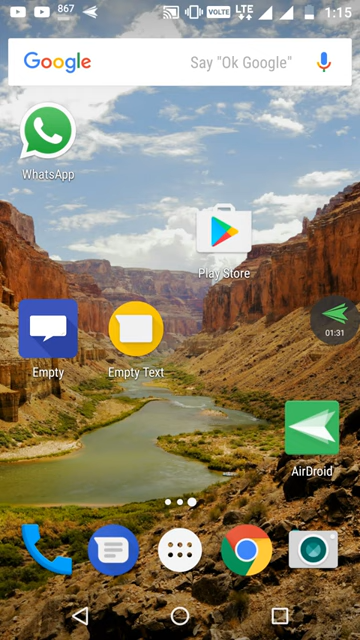 867
VOLTE
LTE
1:15
Google
Say "Ok Google"
WhatsApp
Play Store
01:31
Empty
Empty Text
AirDroid